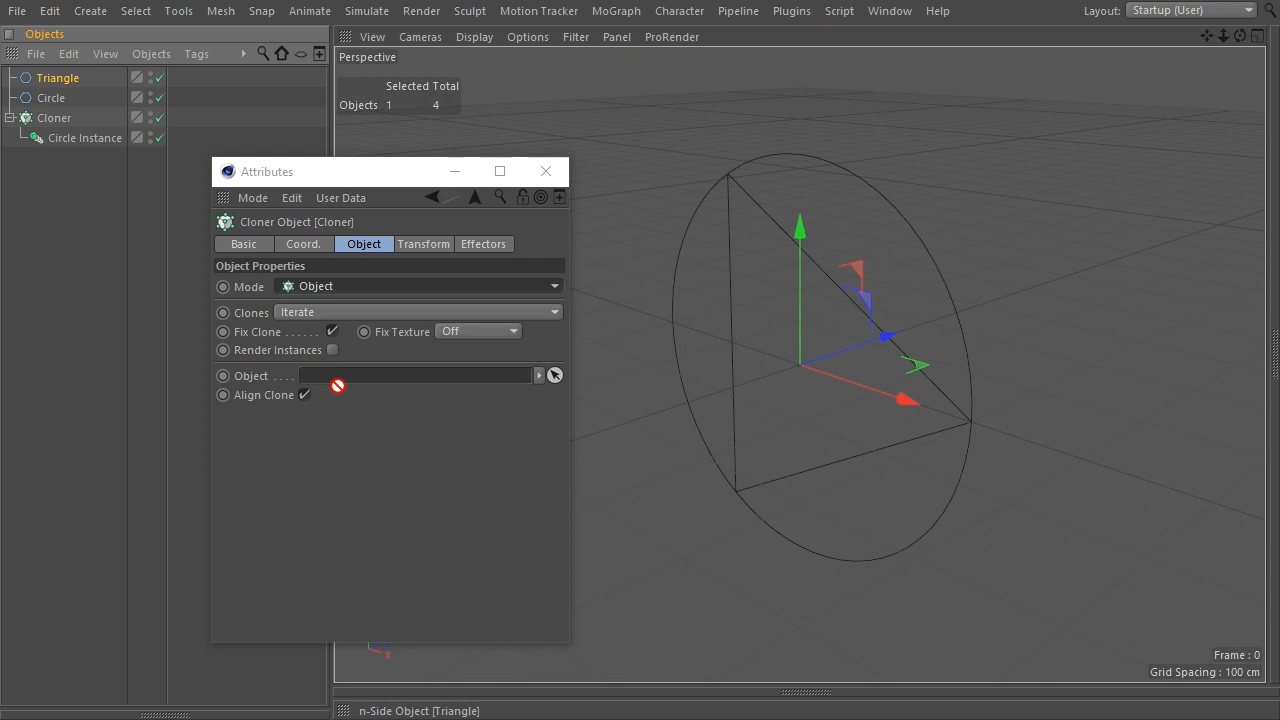 File Edit Create Select Tools Mesh Snap Animate Simulate Render Sculpt Motion Tracker MoGraph Character Pipeline Plugins Script Window Help Layout: Startup (User)
Objects
File Edit View Objects Tags
View Cameras Display Options Filter Panel ProRender
Perspective
Triangle
Circle
Cloner
Circle Instance
Selected Total
Objects 1 4
Attributes
Mode Edit User Data
Cloner Object [Cloner]
Basic Coord. Object Transform Effectors
Object Properties
Mode Object
Clones Iterate
Fix Clone ...... Fix Texture Off
Render Instances
Object ....
Align Clone
X
Frame : 0
Grid Spacing : 100 cm
n-Side Object [Triangle]